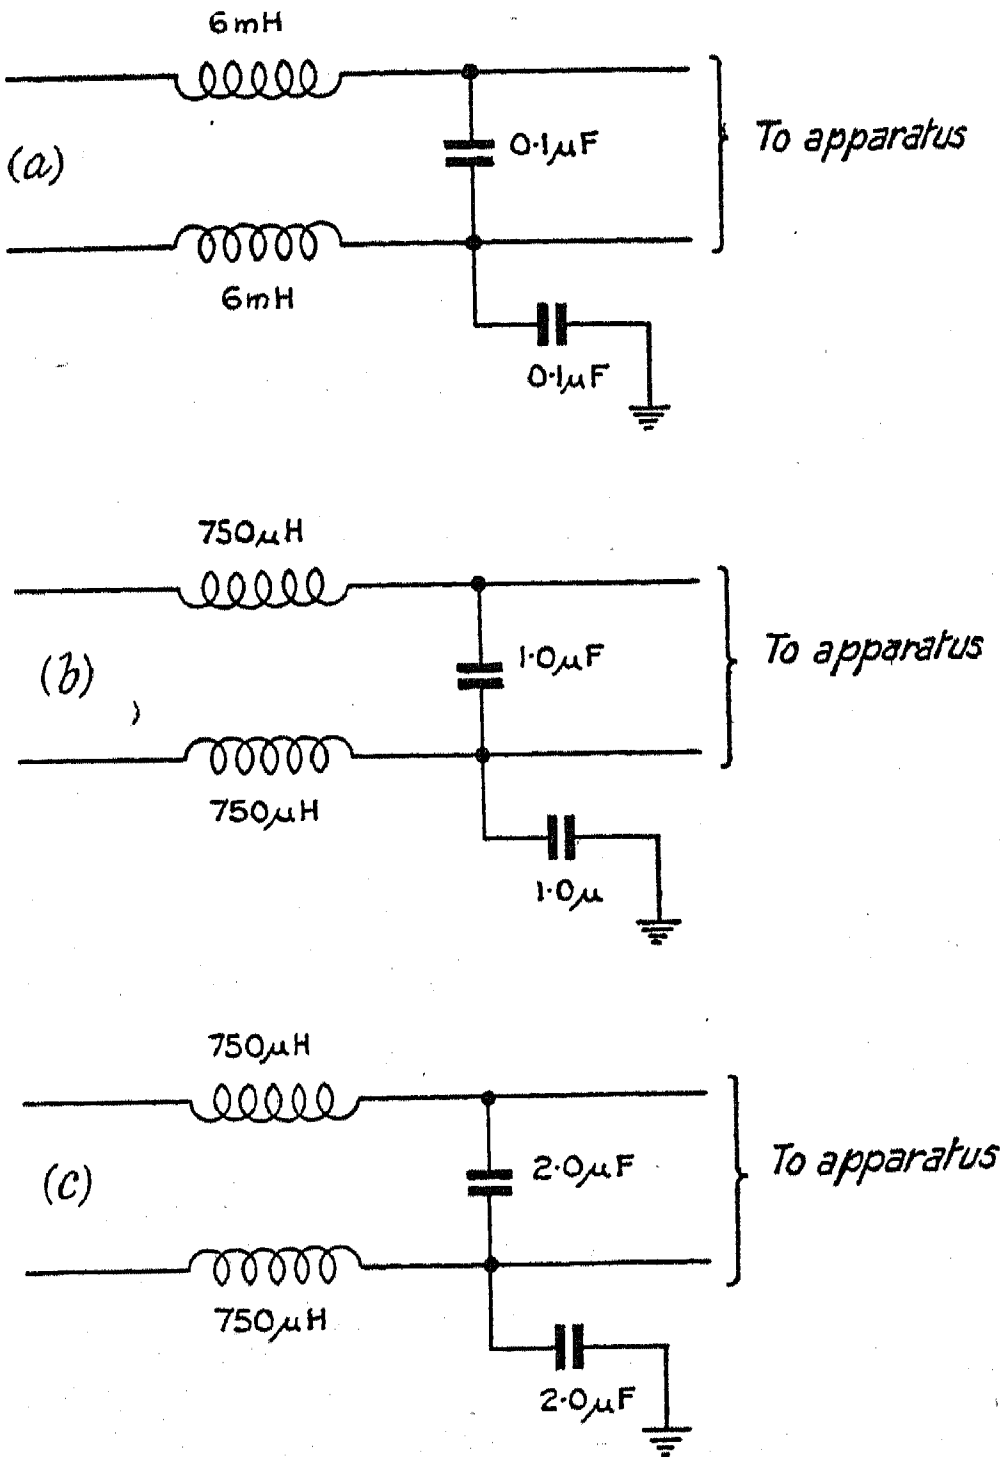 6mH
0·1µF
To apparatus
(a)
6mH
0·1µF
750µH
1·0µF
To apparatus
(b)
750µH
1·0µ
750µH
2·0µF
To apparatus
(c)
750µH
2·0µF